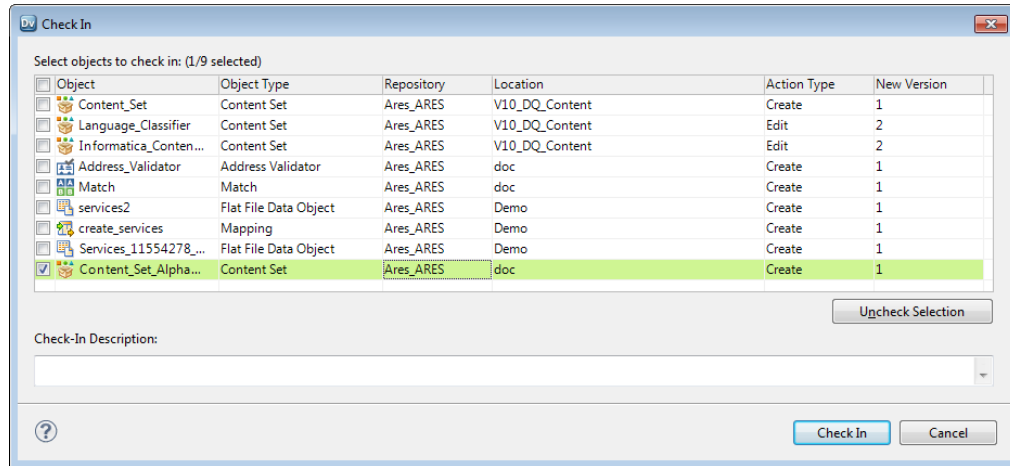 Dv Check In
Select objects to check in: (1/9 selected)
Object Object Type Repository Location Action Type New Version
Content_Set Content Set Ares_ARES V10_DQ_Content Create 1
Language_Classifier Content Set Ares_ARES V10_DQ_Content Edit 2
Informatica_Conten... Content Set Ares_ARES V10_DQ_Content Edit 2
Address_Validator Address Validator Ares_ARES doc Create 1
Match Match Ares_ARES doc Create 1
services2 Flat File Data Object Ares_ARES Demo Create 1
create_services Mapping Ares_ARES Demo Create 1
Services_11554278_... Flat File Data Object Ares_ARES Demo Create 1
Content_Set_Alpha... Content Set Ares_ARES doc Create 1
Uncheck Selection
Check-In Description:
? Check In Cancel